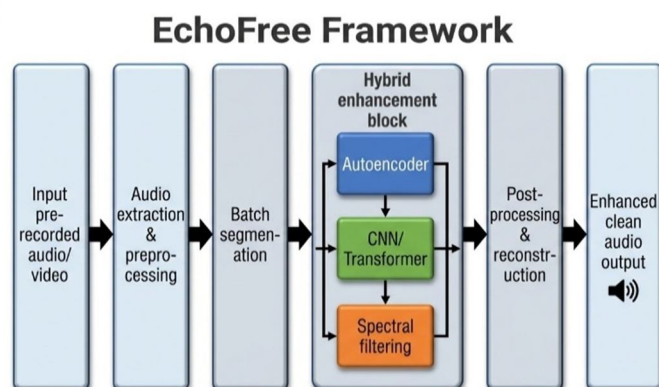 EchoFree Framework
Input
pre-
recorded
audio/
video
Audio
extraction
&
prepro-
cessing
Batch
segmen-
ation
Hybrid
enhancement
block
Autoencoder
CNN/
Transformer
Spectral
filtering
Post-
processing
&
reconstr-
uction
Enhanced
clean
audio
output